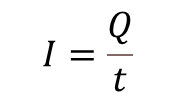 I = Q/t